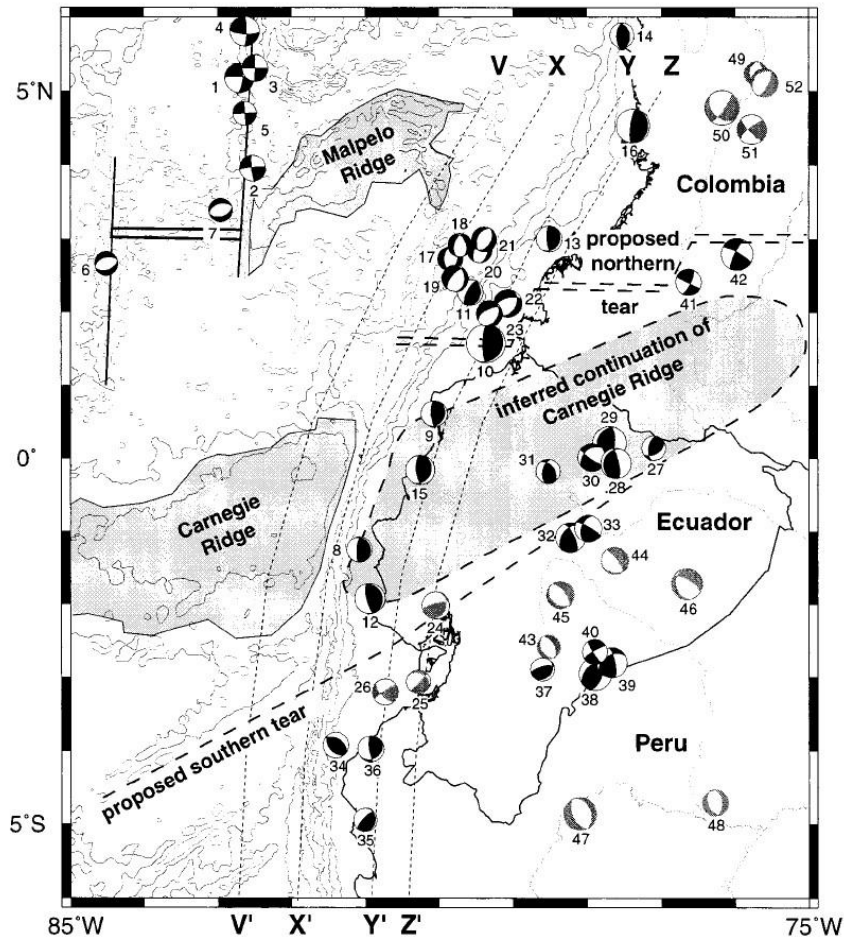 4
14
V X Y Z
49
52
5°N
1
3
5
50
51
16
Malpelo
Ridge
2
Colombia
7
6
18
17
21
20
19
13
proposed
northern
tear
42
41
11
22
23
10
inferred continuation of
Carnegie Ridge
9
29
0°
31
30
28
27
15
Carnegie
Ridge
Ecuador
32
33
8
44
45
46
12
24
43
40
37
38
39
26
25
proposed southern tear
34
36
Peru
35
47
48
5°S
85°W
V' X' Y' Z'
75°W